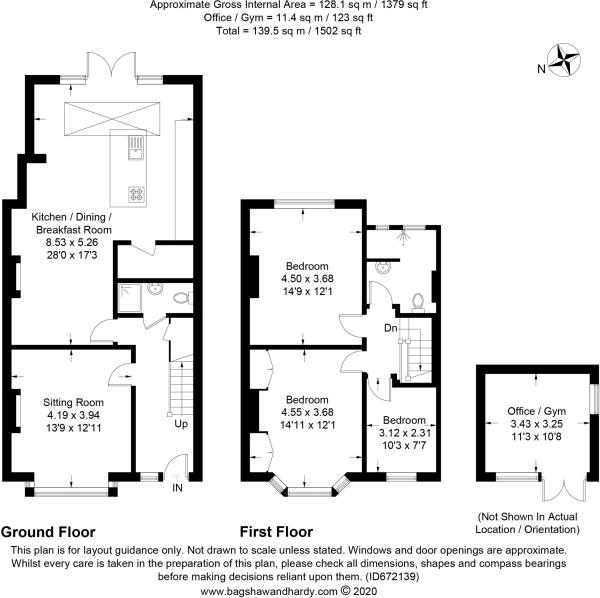 Approximate Gross Internal Area = 128.1 sq m / 1379 sq ft
Office / Gym = 11.4 sq m / 123 sq ft
Total = 139.5 sq m / 1502 sq ft
N
Kitchen / Dining /
Breakfast Room
8.53 x 5.26
28'0 x 17'3
Bedroom
4.50 x 3.68
14'9 x 12'1
Dn
Sitting Room
4.19 x 3.94
13'9 x 12'11
Up
IN
Bedroom
4.55 x 3.68
14'11 x 12'1
Bedroom
3.12 x 2.31
10'3 x 7'7
Office / Gym
3.43 x 3.25
11'3 x 10'8
(Not Shown In Actual
Location / Orientation)
Ground Floor
First Floor
This plan is for layout guidance only. Not drawn to scale unless stated. Windows and door openings are approximate.
Whilst every care is taken in the preparation of this plan, please check all dimensions, shapes and compass bearings
before making decisions reliant upon them. (ID672139)
www.bagshawandhardy.com © 2020